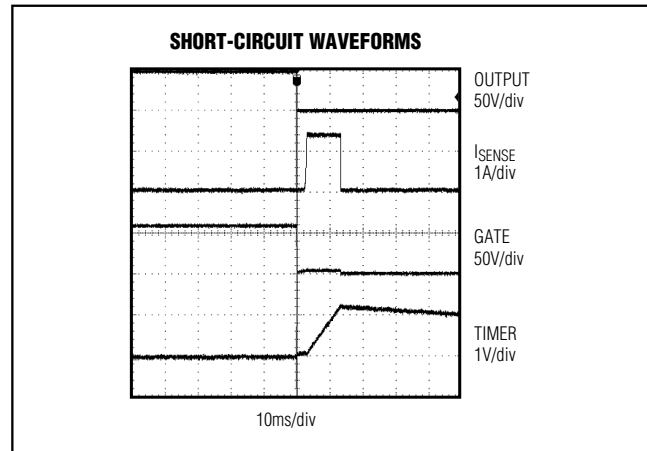 SHORT-CIRCUIT WAVEFORMS
OUTPUT
50V/div
ISENSE
1A/div
GATE
50V/div
TIMER
1V/div
10ms/div